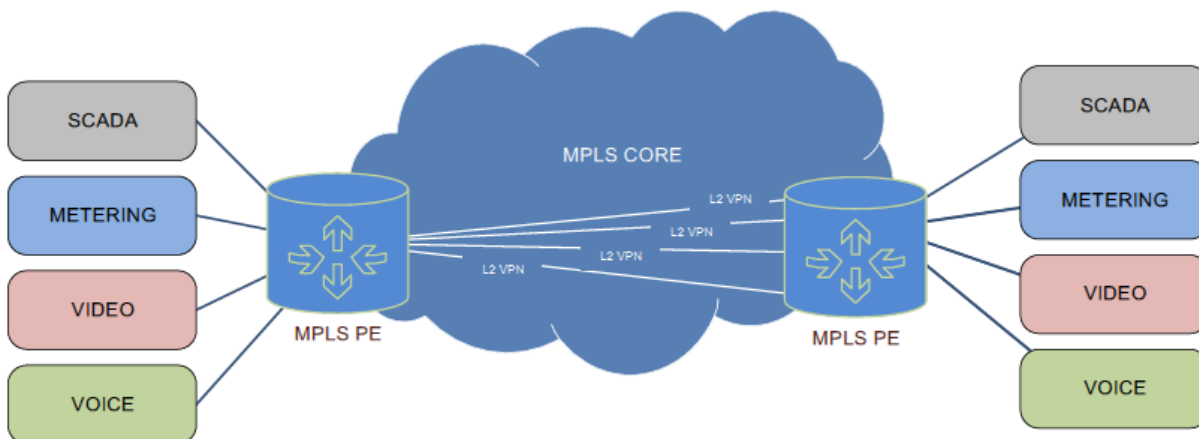 SCADA
METERING
VIDEO
VOICE
MPLS PE
MPLS CORE
L2 VPN
L2 VPN
L2 VPN
L2 VPN
MPLS PE
SCADA
METERING
VIDEO
VOICE